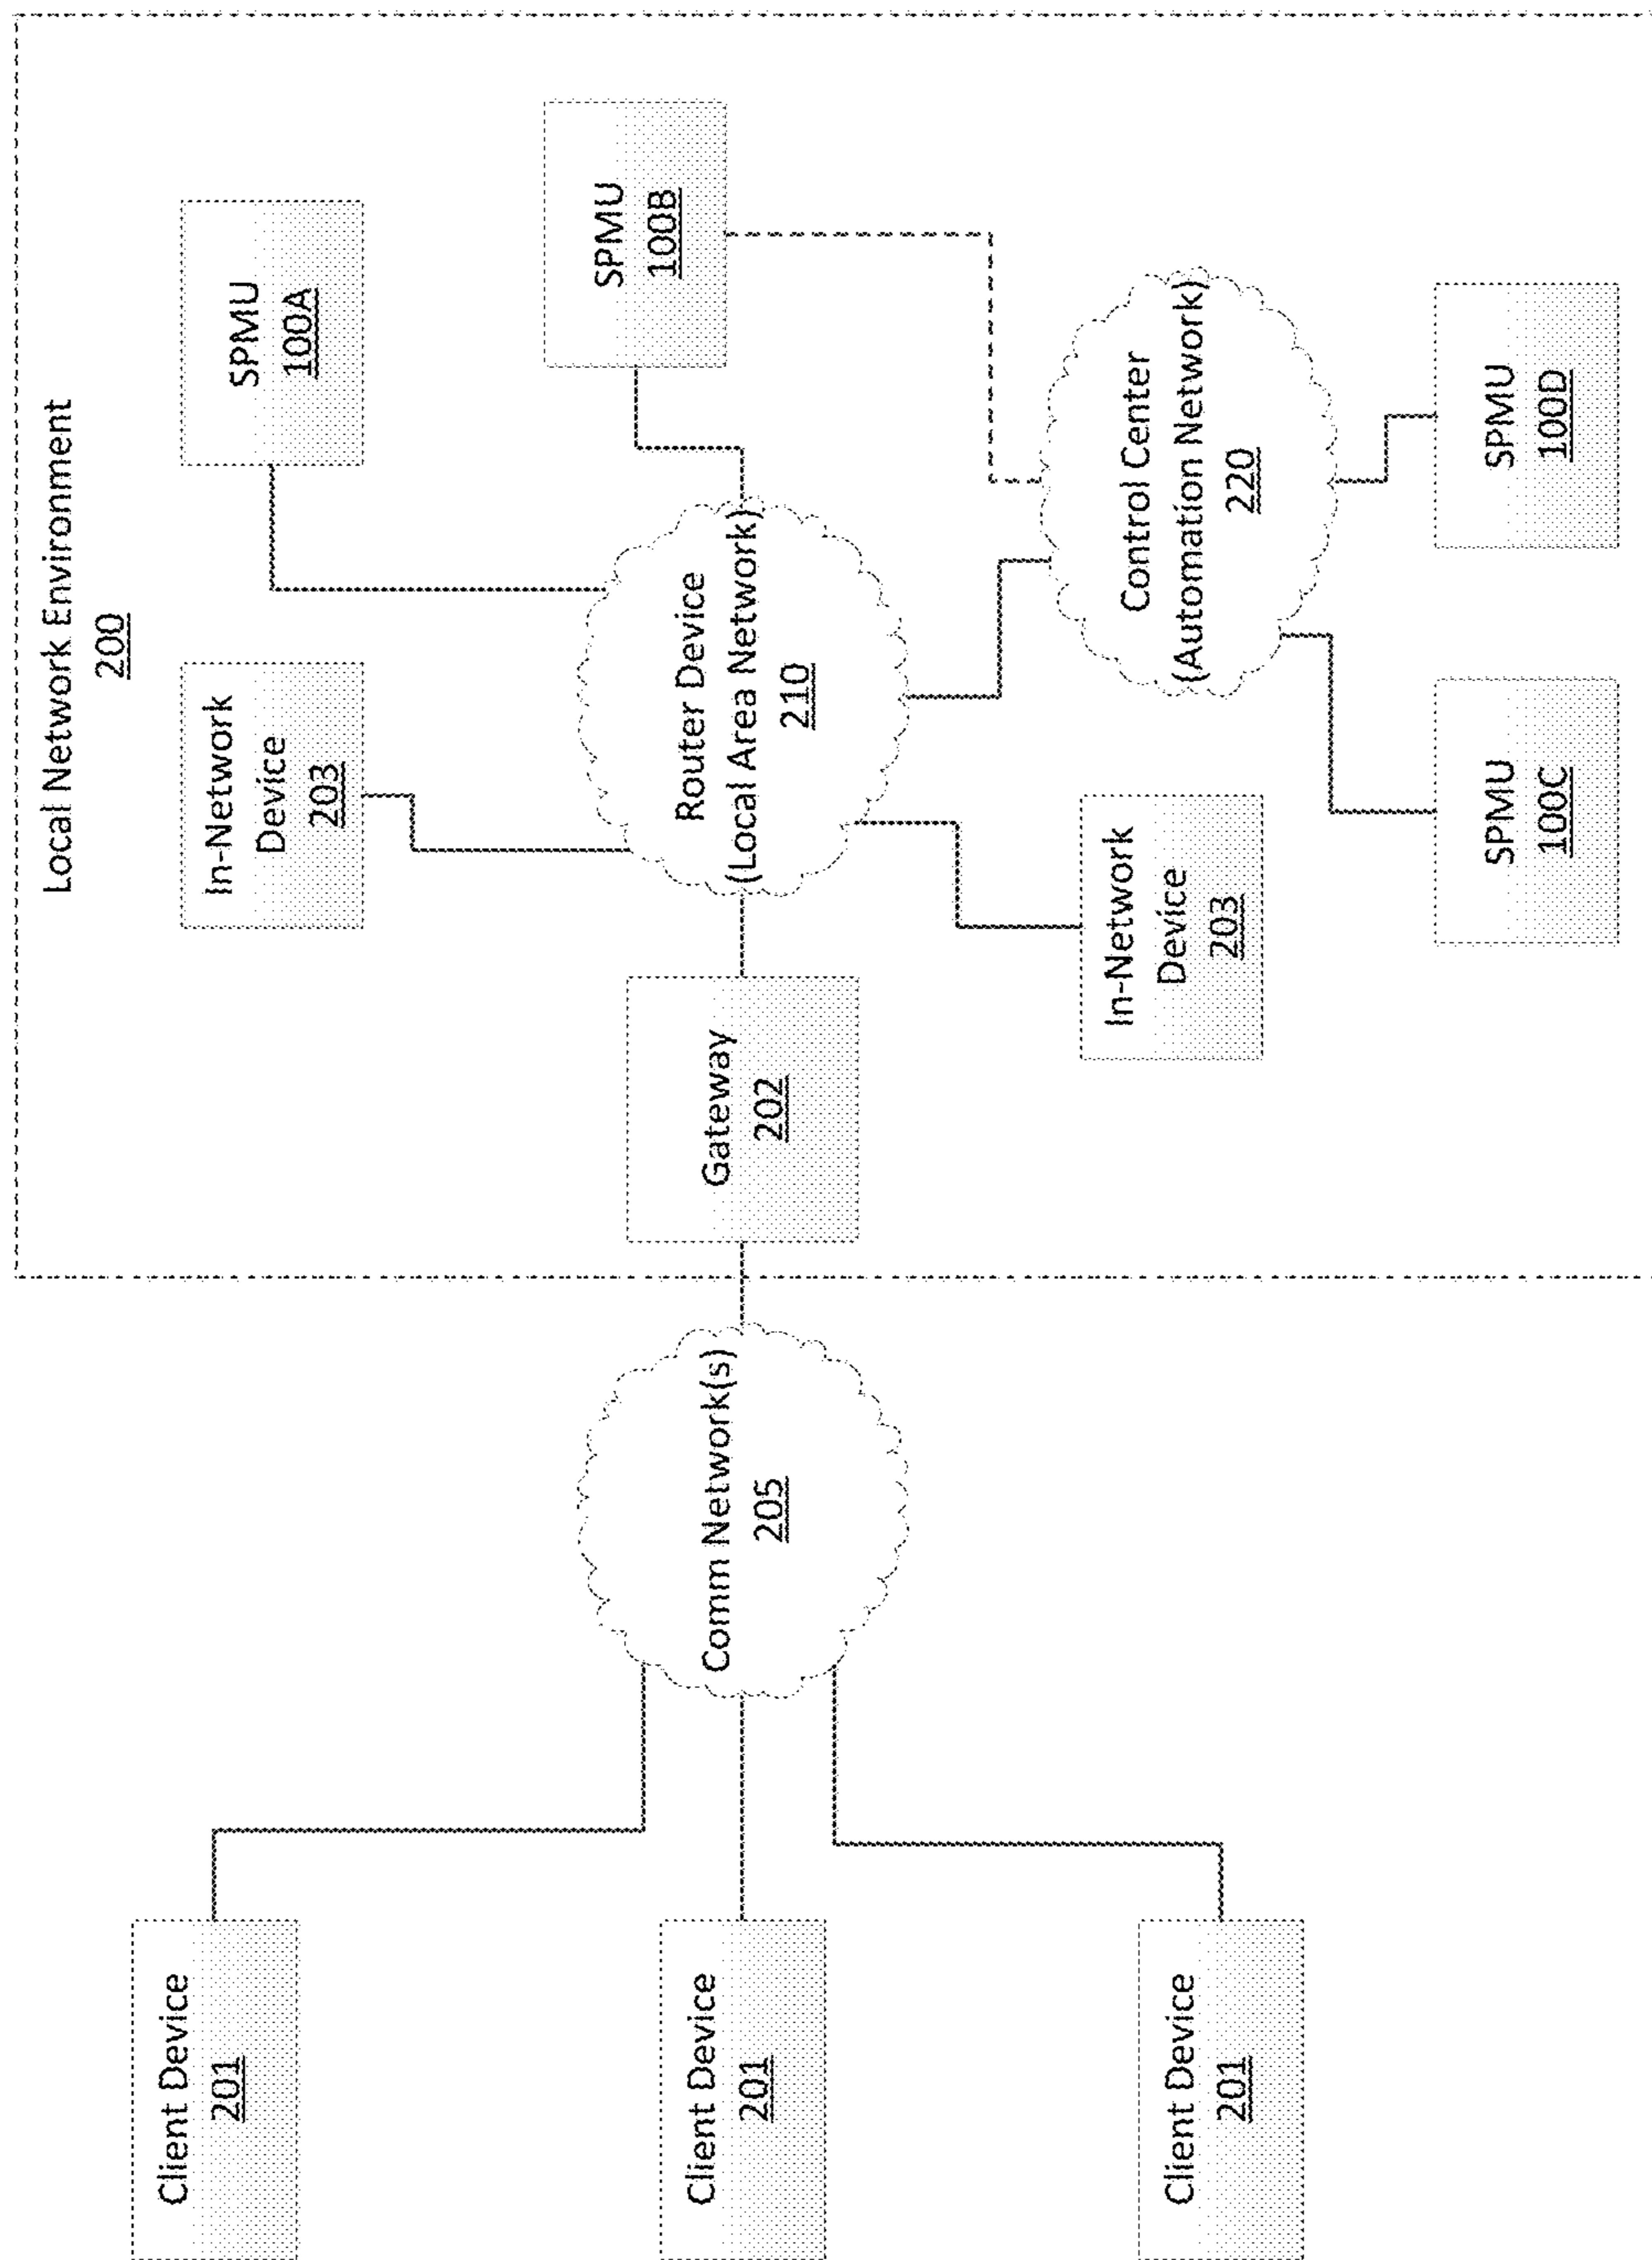 Local Network Environment
200
Client Device
201
Client Device
201
Client Device
201
Comm Network(s)
205
Gateway
202
In-Network
Device
203
In-Network
Device
203
Router Device
(Local Area Network)
210
SPMU
100A
SPMU
100B
Control Center
(Automation Network)
220
SPMU
100C
SPMU
100D